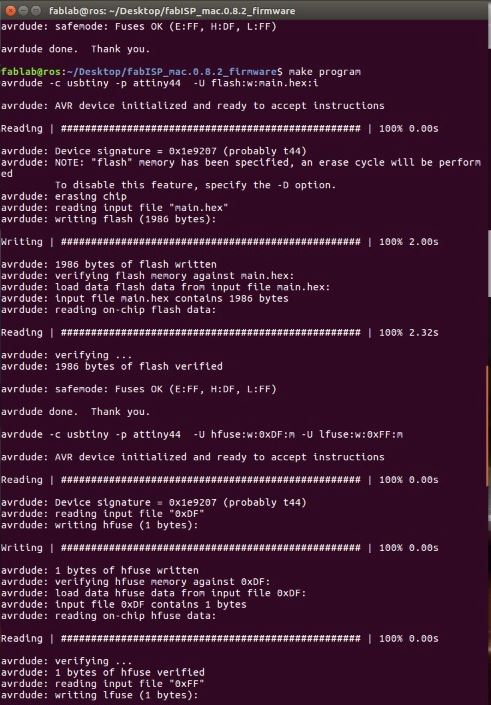 fablab@ros: ~/Desktop/fabISP_mac.0.8.2_firmware
avrdude: safemode: Fuses OK (E:FF, H:DF, L:FF)
avrdude done.  Thank you.
fablab@ros:~/Desktop/fabISP_mac.0.8.2_firmware$ make program
avrdude -c usbtiny -p attiny44  -U flash:w:main.hex:i
avrdude: AVR device initialized and ready to accept instructions
Reading | ################################################## | 100% 0.00s
avrdude: Device signature = 0x1e9207 (probably t44)
avrdude: NOTE: "flash" memory has been specified, an erase cycle will be perform
ed
         To disable this feature, specify the -D option.
avrdude: erasing chip
avrdude: reading input file "main.hex"
avrdude: writing flash (1986 bytes):
Writing | ################################################## | 100% 2.00s
avrdude: 1986 bytes of flash written
avrdude: verifying flash memory against main.hex:
avrdude: load data flash data from input file main.hex:
avrdude: input file main.hex contains 1986 bytes
avrdude: reading on-chip flash data:
Reading | ################################################## | 100% 2.32s
avrdude: verifying ...
avrdude: 1986 bytes of flash verified
avrdude: safemode: Fuses OK (E:FF, H:DF, L:FF)
avrdude done.  Thank you.
avrdude -c usbtiny -p attiny44  -U hfuse:w:0xDF:m -U lfuse:w:0xFF:m
avrdude: AVR device initialized and ready to accept instructions
Reading | ################################################## | 100% 0.00s
avrdude: Device signature = 0x1e9207 (probably t44)
avrdude: reading input file "0xDF"
avrdude: writing hfuse (1 bytes):
Writing | ################################################## | 100% 0.00s
avrdude: 1 bytes of hfuse written
avrdude: verifying hfuse memory against 0xDF:
avrdude: load data hfuse data from input file 0xDF:
avrdude: input file 0xDF contains 1 bytes
avrdude: reading on-chip hfuse data:
Reading | ################################################## | 100% 0.00s
avrdude: verifying ...
avrdude: 1 bytes of hfuse verified
avrdude: reading input file "0xFF"
avrdude: writing lfuse (1 bytes):